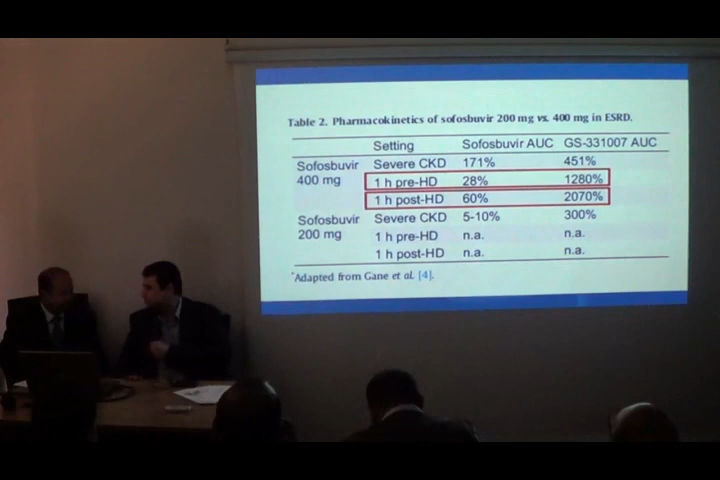 Table 2. Pharmacokinetics of sofosbuvir 200 mg vs. 400 mg in ESRD.
Setting Sofosbuvir AUC GS-331007 AUC
Sofosbuvir 400 mg Severe CKD 171% 451%
1 h pre-HD 28% 1280%
1 h post-HD 60% 2070%
Sofosbuvir 200 mg Severe CKD 5-10% 300%
1 h pre-HD n.a. n.a.
1 h post-HD n.a. n.a.
*Adapted from Gane et al. [4].